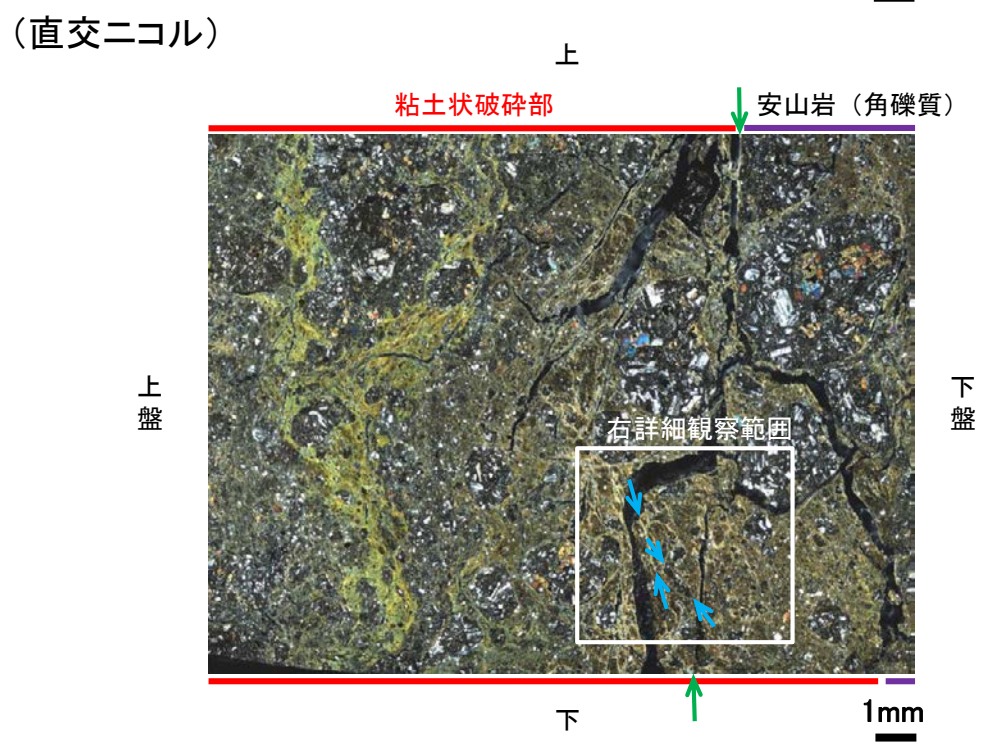 （直交ニコル）
上
粘土状破砕部
安山岩（角礫質）
上盤
下盤
右詳細観察範囲
下
1mm